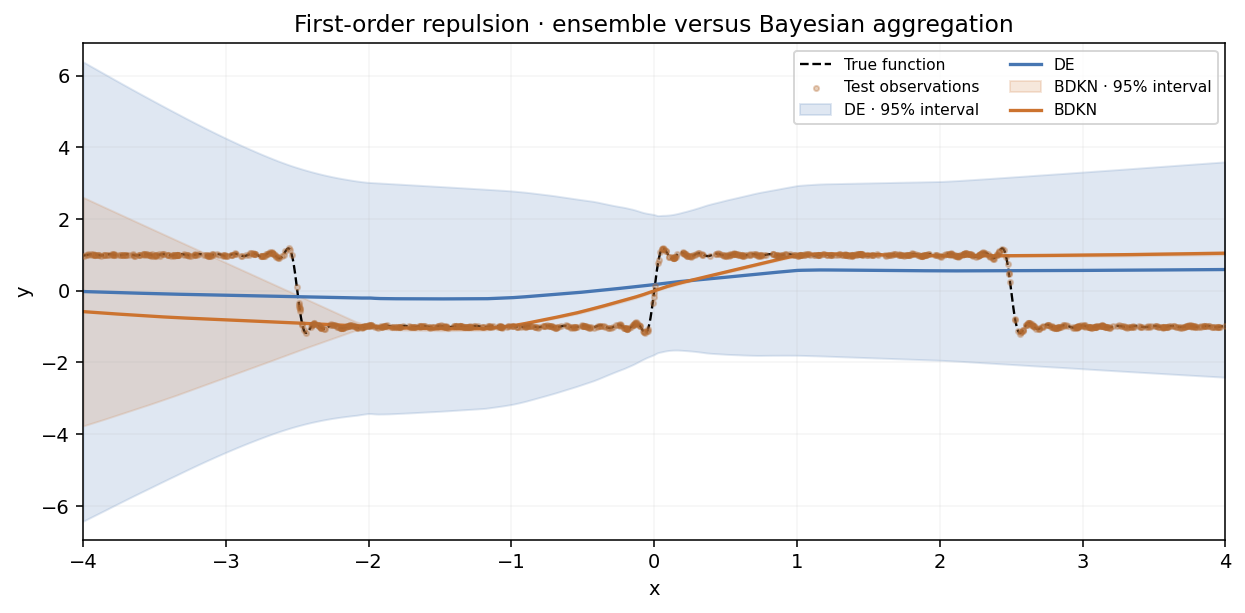 First-order repulsion · ensemble versus Bayesian aggregation
True function
Test observations
DE · 95% interval
DE
BDKN · 95% interval
BDKN
6
4
2
0
−2
−4
−6
y
−4 −3 −2 −1 0 1 2 3 4
x